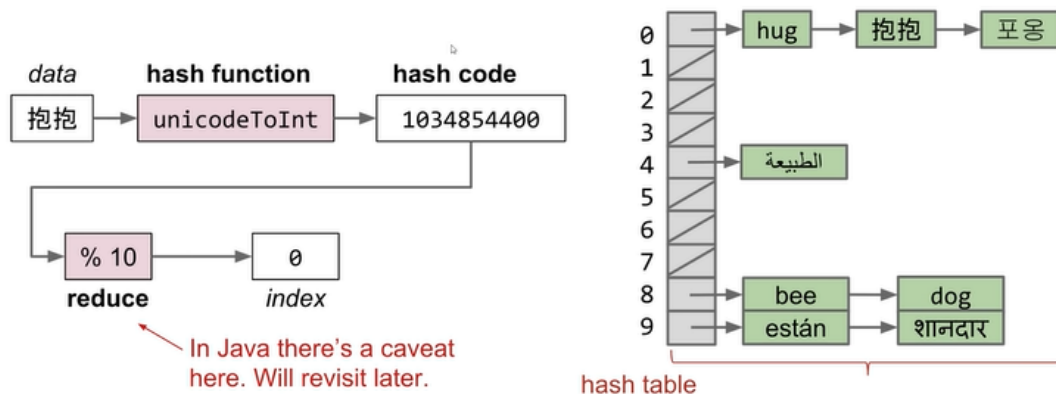 data
hash function
hash code
抱抱
unicodeToInt
1034854400
% 10
0
reduce
index
In Java there's a caveat
here. Will revisit later.
0
hug
抱抱
포옹
1
2
3
4
الطبيعة
5
6
7
8
bee
dog
9
están
शानदार
hash table